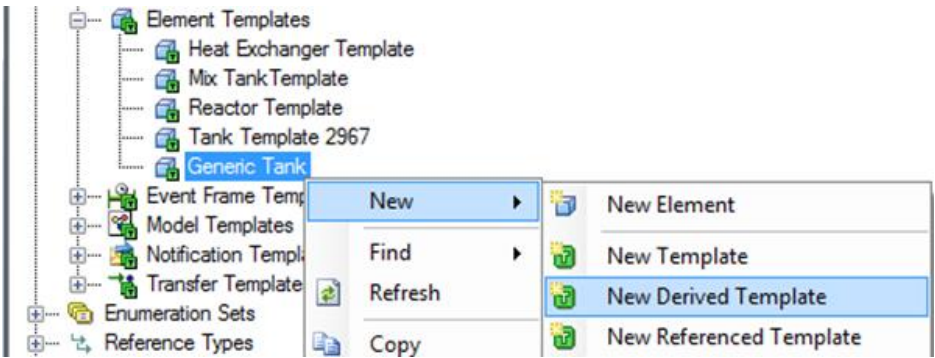 Element Templates
Heat Exchanger Template
Mix TankTemplate
Reactor Template
Tank Template 2967
Generic Tank
Event Frame Temp
Model Templates
Notification Templ
Transfer Template
Enumeration Sets
Reference Types
New
Find
Refresh
Copy
New Element
New Template
New Derived Template
New Referenced Template